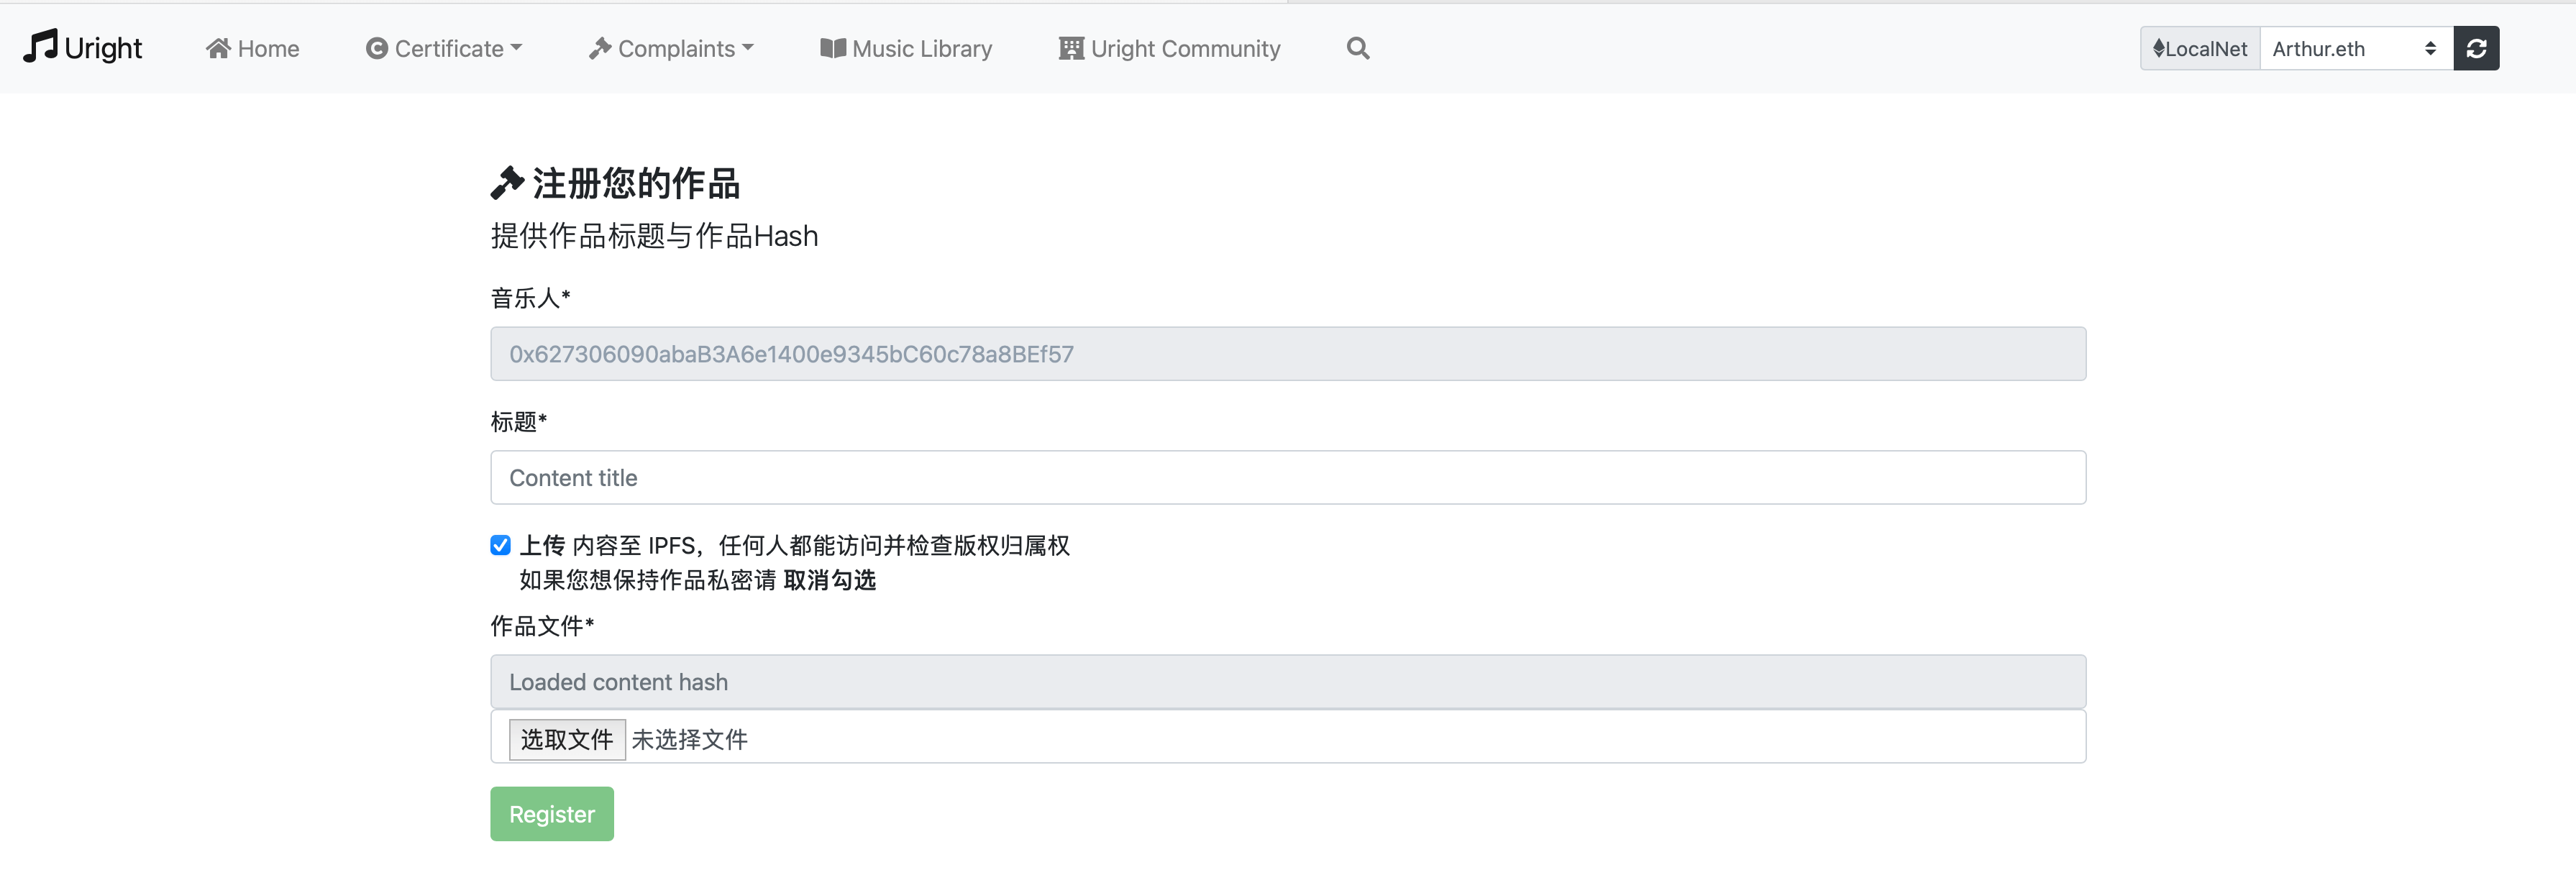 Uright Home Certificate Complaints Music Library Uright Community LocalNet Arthur.eth
注册您的作品
提供作品标题与作品Hash
音乐人*
0x627306090abaB3A6e1400e9345bC60c78a8BEf57
标题*
Content title
上传 内容至 IPFS，任何人都能访问并检查版权归属权
如果您想保持作品私密请 取消勾选
作品文件*
Loaded content hash
选取文件 未选择文件
Register